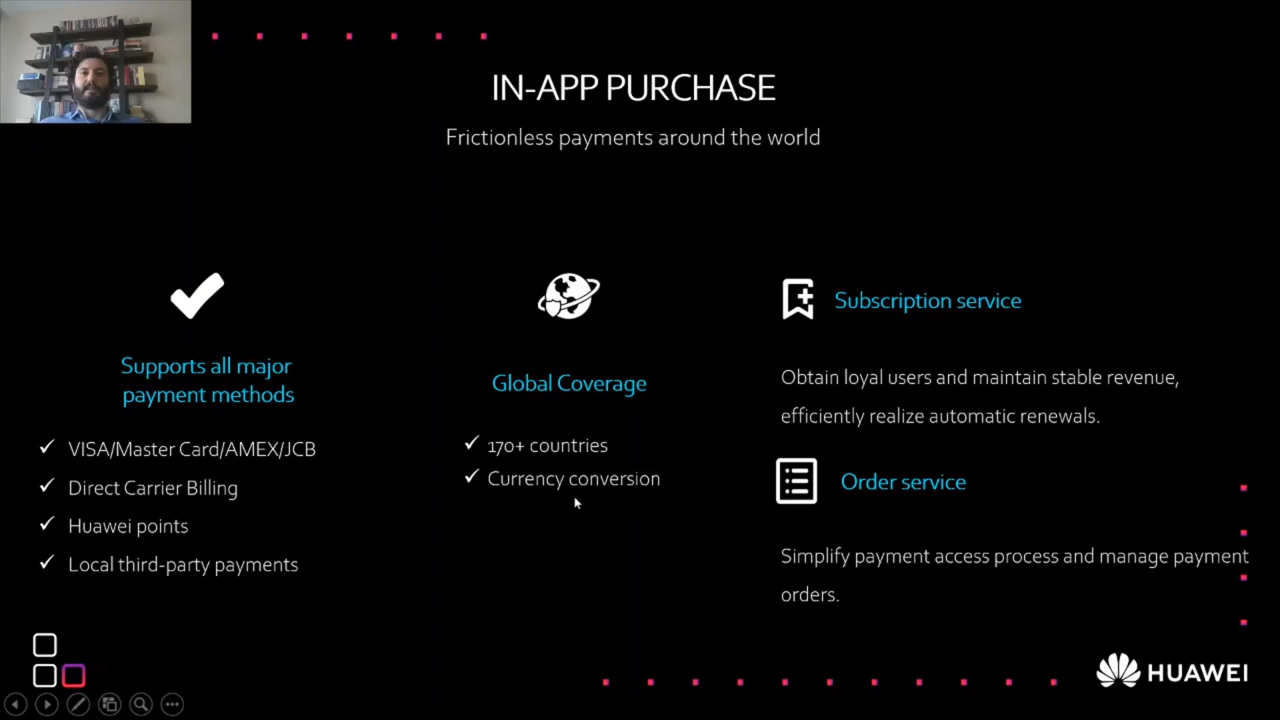 IN-APP PURCHASE
Frictionless payments around the world
Supports all major
payment methods
✓ VISA/Master Card/AMEX/JCB
✓ Direct Carrier Billing
✓ Huawei points
✓ Local third-party payments
Global Coverage
✓ 170+ countries
✓ Currency conversion
Subscription service
Obtain loyal users and maintain stable revenue,
efficiently realize automatic renewals.
Order service
Simplify payment access process and manage payment
orders.
HUAWEI